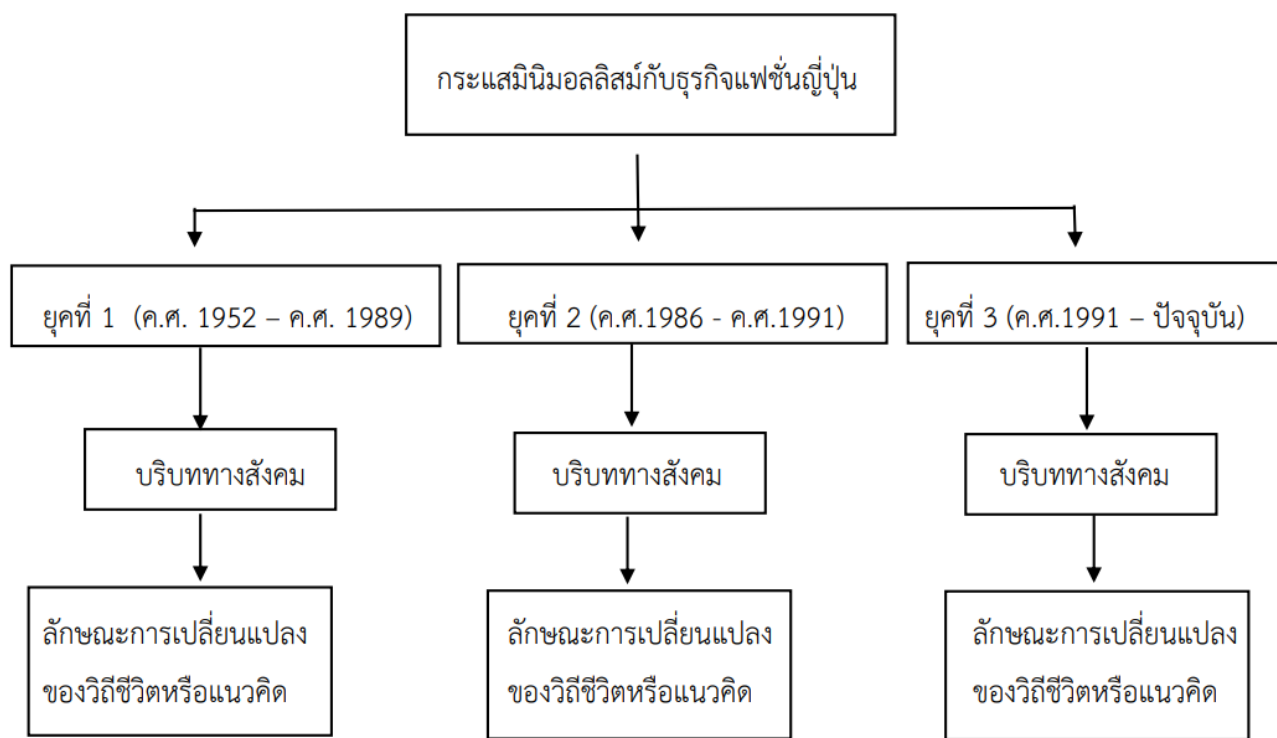 กระแสมินิมอลลิสม์กับธุรกิจแฟชั่นญี่ปุ่น
ยุคที่ 1 (ค.ศ. 1952 – ค.ศ. 1989)
ยุคที่ 2 (ค.ศ.1986 - ค.ศ.1991)
ยุคที่ 3 (ค.ศ.1991 – ปัจจุบัน)
บริบททางสังคม
บริบททางสังคม
บริบททางสังคม
ลักษณะการเปลี่ยนแปลง
ของวิถีชีวิตหรือแนวคิด
ลักษณะการเปลี่ยนแปลง
ของวิถีชีวิตหรือแนวคิด
ลักษณะการเปลี่ยนแปลง
ของวิถีชีวิตหรือแนวคิด